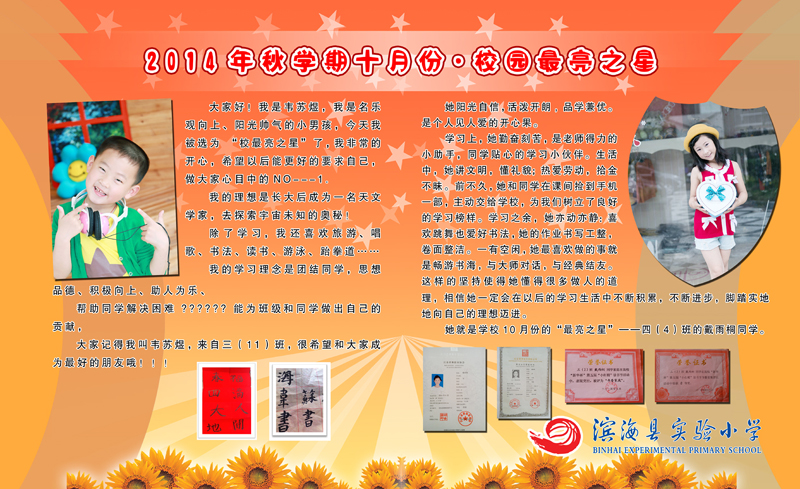 2014年秋学期十月份·校园最亮之星
大家好！我是韦苏煜，我是名乐
观向上、阳光帅气的小男孩，今天我
被选为 “校最亮之星”了,我非常的
开心，希望以后能更好的要求自己,
做大家心目中的NO---1.
我的理想是长大后成为一名天文
学家，去探索宇宙未知的奥秘！
除了学习，我还喜欢旅游、唱
歌、书法、读书、游泳、跆拳道……
我的学习理念是团结同学，思想
品德、积极向上、助人为乐、
帮助同学解决困难 ?????? 能为班级和同学做出自己的
贡献,
大家记得我叫韦苏煜，来自三（11）班，很希望和大家成
为最好的朋友哦！！！
她阳光自信,活泼开朗，品学兼优。
是个人见人爱的开心果。
学习上，她勤奋刻苦，是老师得力的
小助手，同学贴心的学习小伙伴。生活
中，她讲文明，懂礼貌；热爱劳动，拾金
不昧。前不久，她和同学在课间捡到手机
一部，主动交给学校，为我们树立了良好
的学习榜样。学习之余，她亦动亦静：喜
欢跳舞也爱好书法，她的作业书写工整，
卷面整洁。一有空闲，她最喜欢做的事就
是畅游书海，与大师对话，与经典结友。
这样的坚持使得她懂得很多做人的道
理，相信她一定会在以后的学习生活中不断积累，不断进步，脚踏实地
地向自己的理想迈进。
她就是学校10月份的“最亮之星”——四（4）班的戴雨桐同学。
滨海县实验小学
BINHAI EXPERIMENTAL PRIMARY SCHOOL